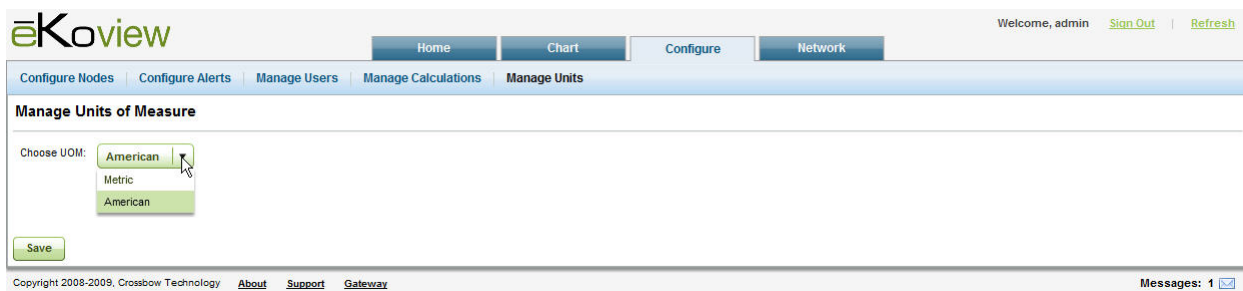 ēKoview
Welcome, admin Sign Out | Refresh
Home Chart Configure Network
Configure Nodes | Configure Alerts | Manage Users | Manage Calculations | Manage Units
Manage Units of Measure
Choose UOM: American
Metric
American
Save
Copyright 2008-2009, Crossbow Technology About Support Gateway Messages: 1